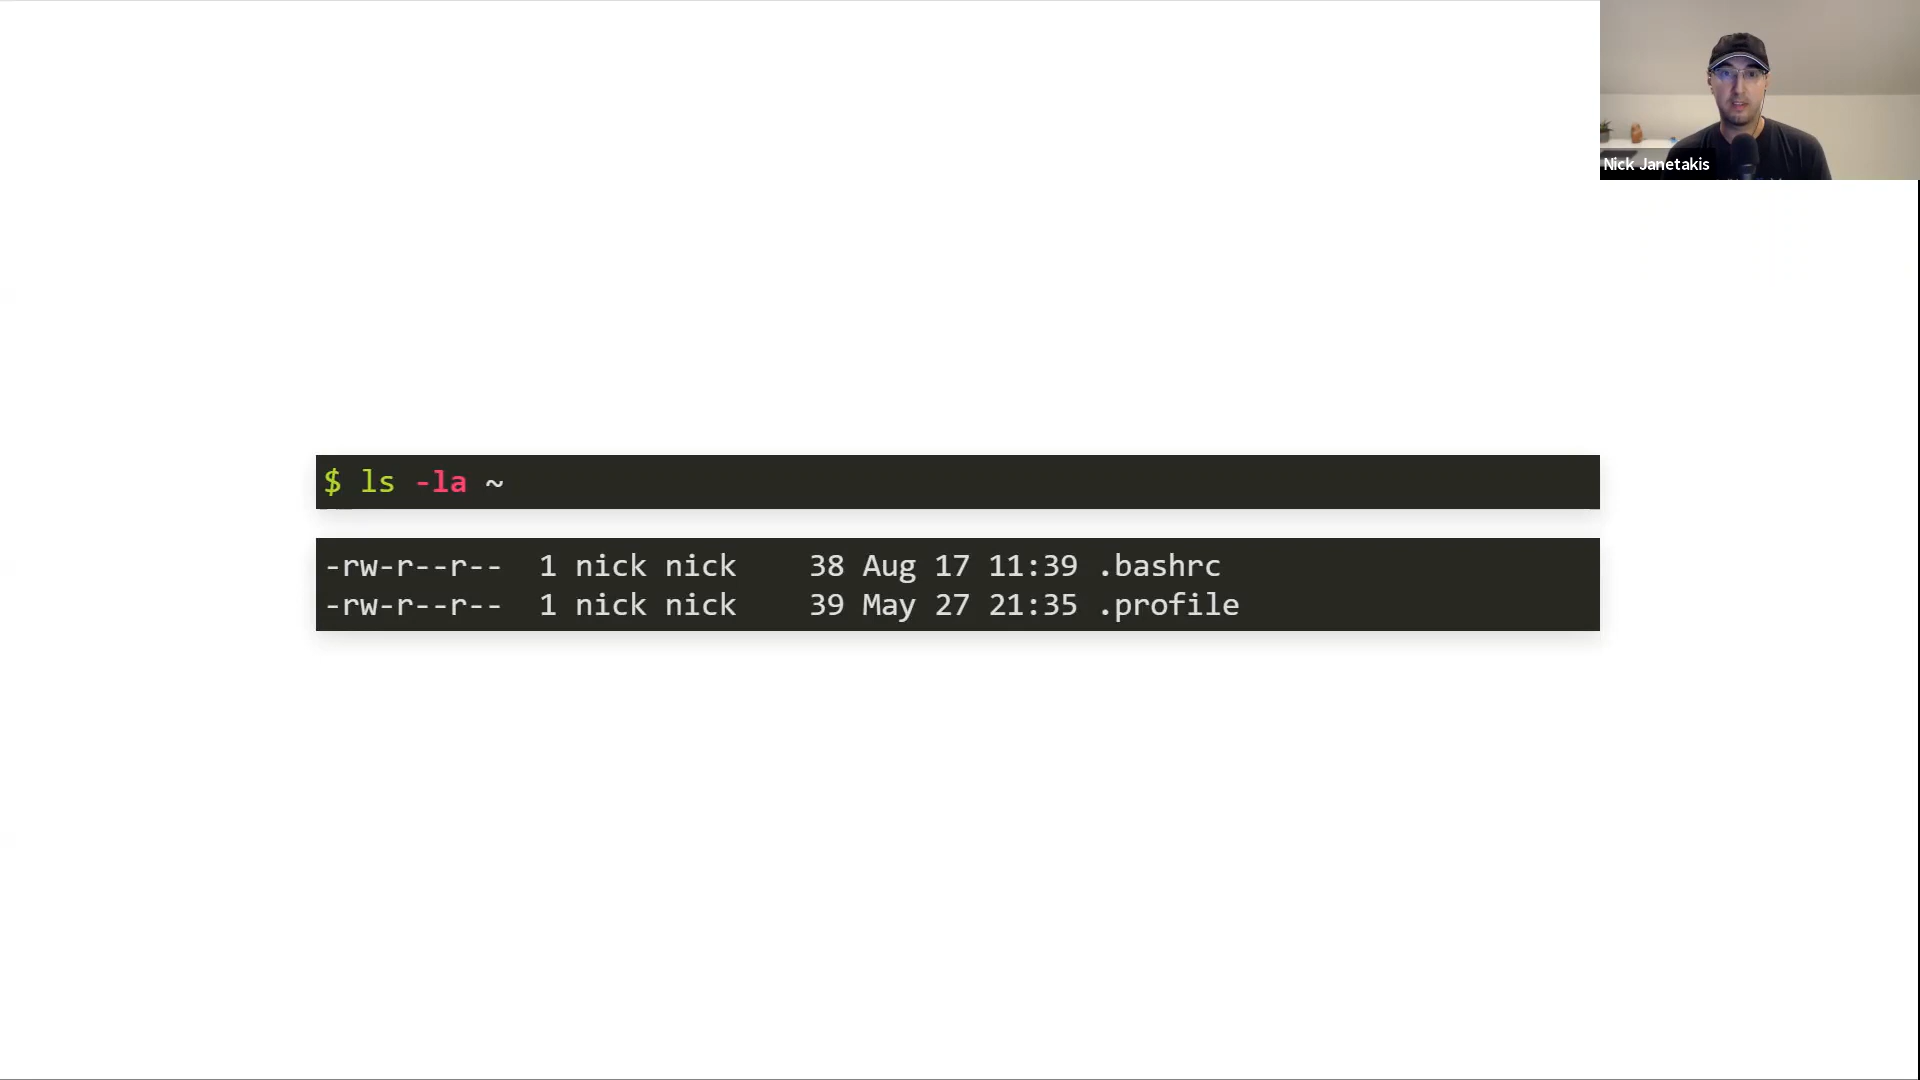 Nick Janetakis
$ ls -la ~
-rw-r--r--  1 nick nick    38 Aug 17 11:39 .bashrc
-rw-r--r--  1 nick nick    39 May 27 21:35 .profile